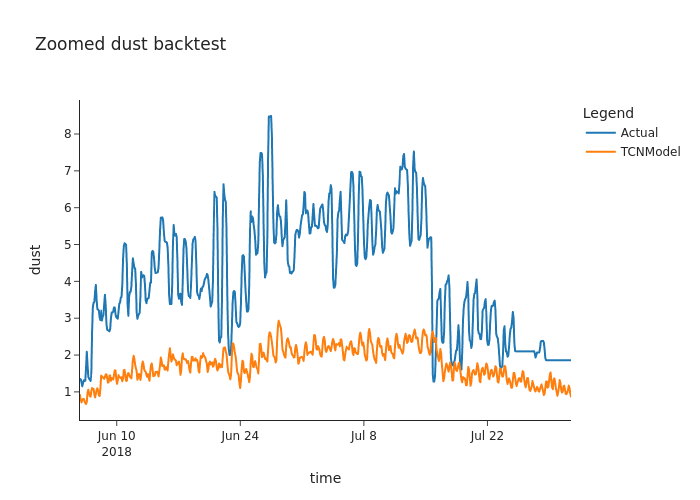 Zoomed dust backtest
Legend
Actual
TCNModel
dust
8
7
6
5
4
3
2
1
Jun 10
2018
Jun 24
Jul 8
Jul 22
time